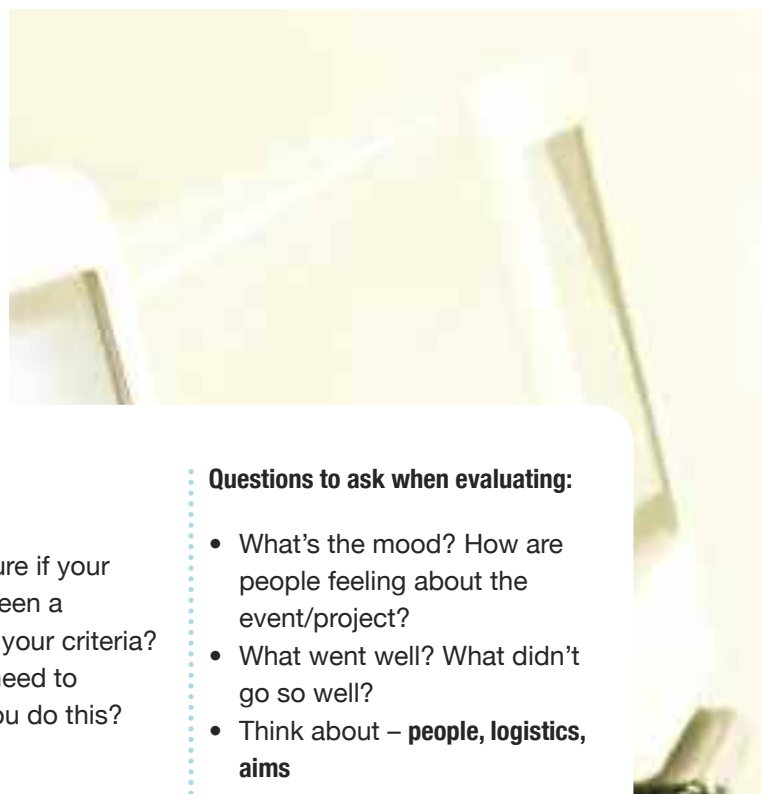 ure if your
een a
your criteria?
need to
ou do this?
Questions to ask when evaluating:
• What's the mood? How are
people feeling about the
event/project?
• What went well? What didn't
go so well?
• Think about – people, logistics,
aims